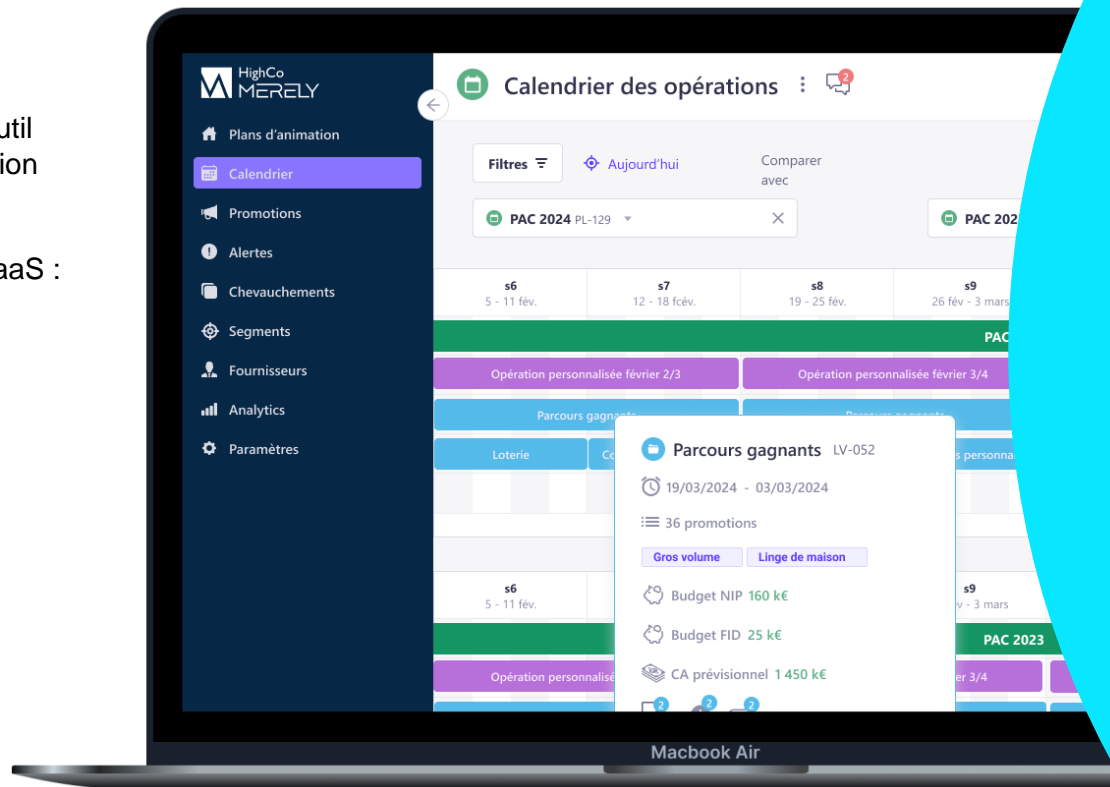 util
ion
aaS :
HighCo
MERELY
Plans d'animation
Calendrier
Promotions
Alertes
Chevauchements
Segments
Fournisseurs
Analytics
Paramètres
Calendrier des opérations
2
Filtres
Aujourd'hui
Comparer
avec
PAC 2024 PL-129
PAC 202
s6
5 - 11 fév.
s7
12 - 18 fcév.
s8
19 - 25 fév.
s9
26 fév - 3 mars
PAC
Opération personnalisée février 2/3
Opération personnalisée février 3/4
Parcours gagnants
Parcours gagnants
Loterie
Co
s personna
Parcours gagnants LV-052
19/03/2024 - 03/03/2024
36 promotions
Gros volume
Linge de maison
Budget NIP 160 k€
Budget FID 25 k€
CA prévisionnel 1 450 k€
2
2
2
s6
5 - 11 fév.
s9
v - 3 mars
PAC 2023
Opération personnalisé
er 3/4
Macbook Air